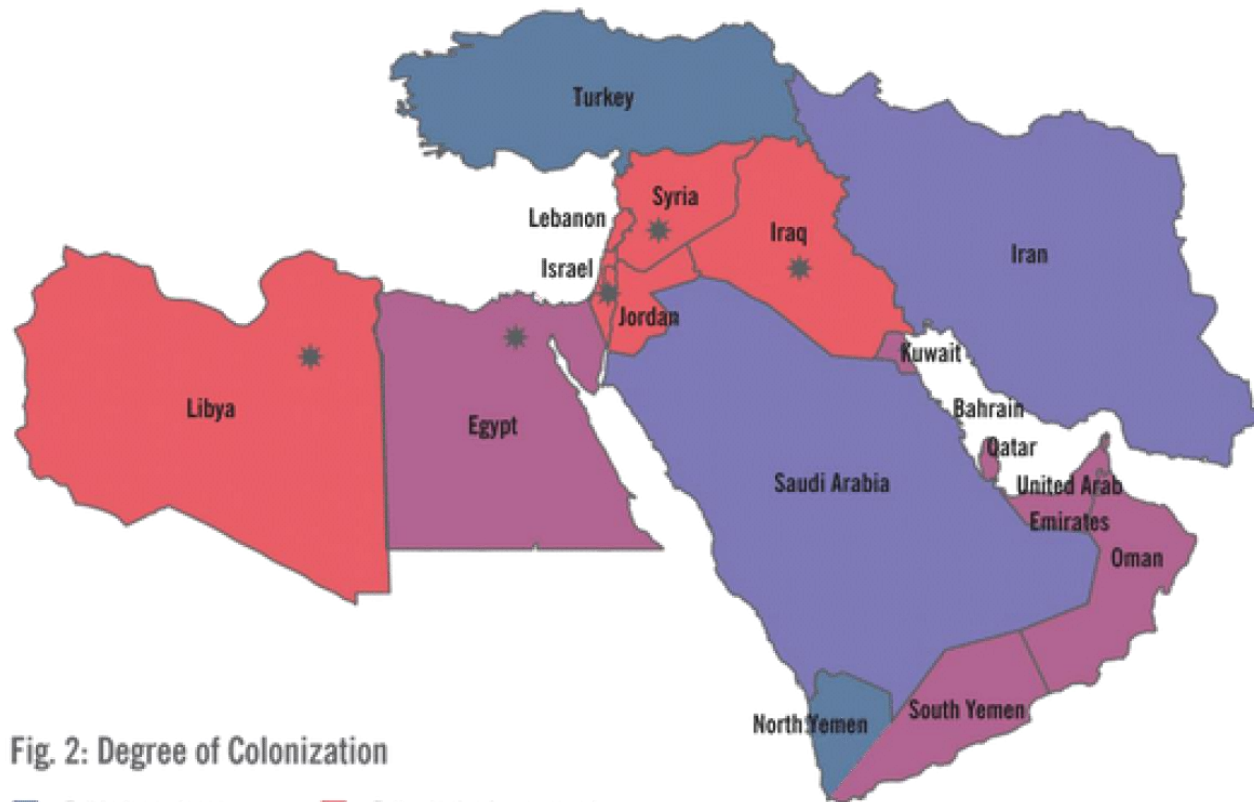 Turkey
Syria
Lebanon
Iraq
Iran
Israel
Jordan
Kuwait
Libya
Egypt
Bahrain
Qatar
Saudi Arabia
United Arab
Emirates
Oman
South Yemen
North Yemen
Fig. 2: Degree of Colonization